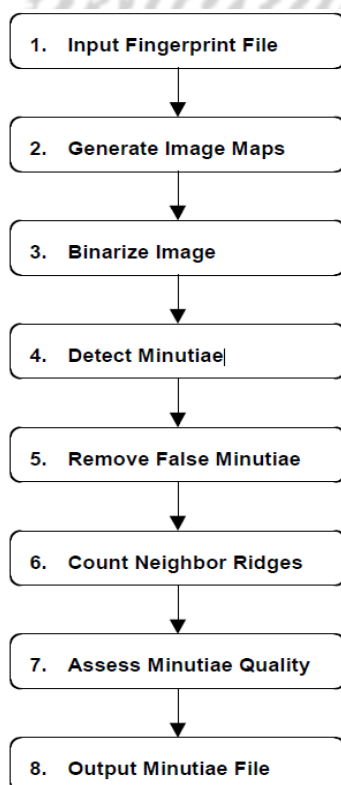 1. Input Fingerprint File
2. Generate Image Maps
3. Binarize Image
4. Detect Minutiae
5. Remove False Minutiae
6. Count Neighbor Ridges
7. Assess Minutiae Quality
8. Output Minutiae File